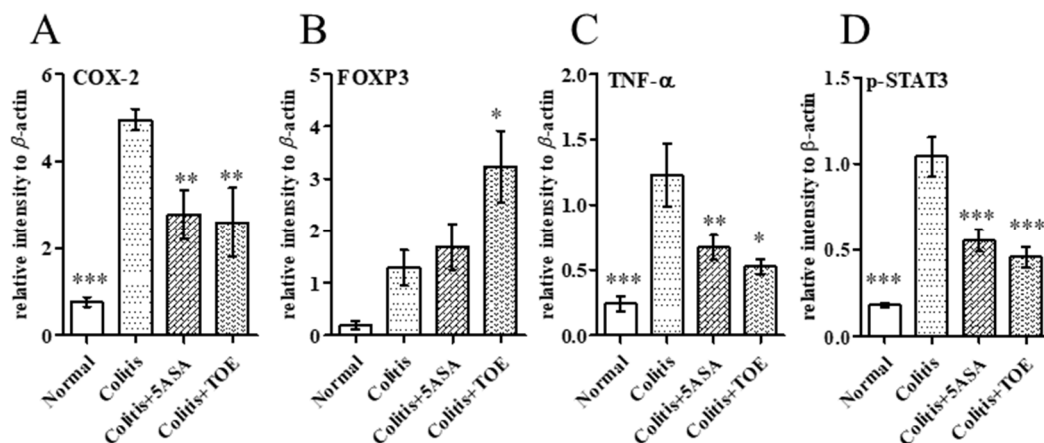 A
COX-2
relative intensity to β-actin
6
4
2
0
***
**
**
Normal
Colitis
Colitis+5ASA
Colitis+TOE
B
FOXP3
relative intensity to β-actin
5
4
3
2
1
0
*
Normal
Colitis
Colitis+5ASA
Colitis+TOE
C
TNF-α
relative intensity to β-actin
2.0
1.5
1.0
0.5
0.0
***
**
*
Normal
Colitis
Colitis+5ASA
Colitis+TOE
D
p-STAT3
relative intensity to β-actin
1.5
1.0
0.5
0.0
***
***
***
Normal
Colitis
Colitis+5ASA
Colitis+TOE